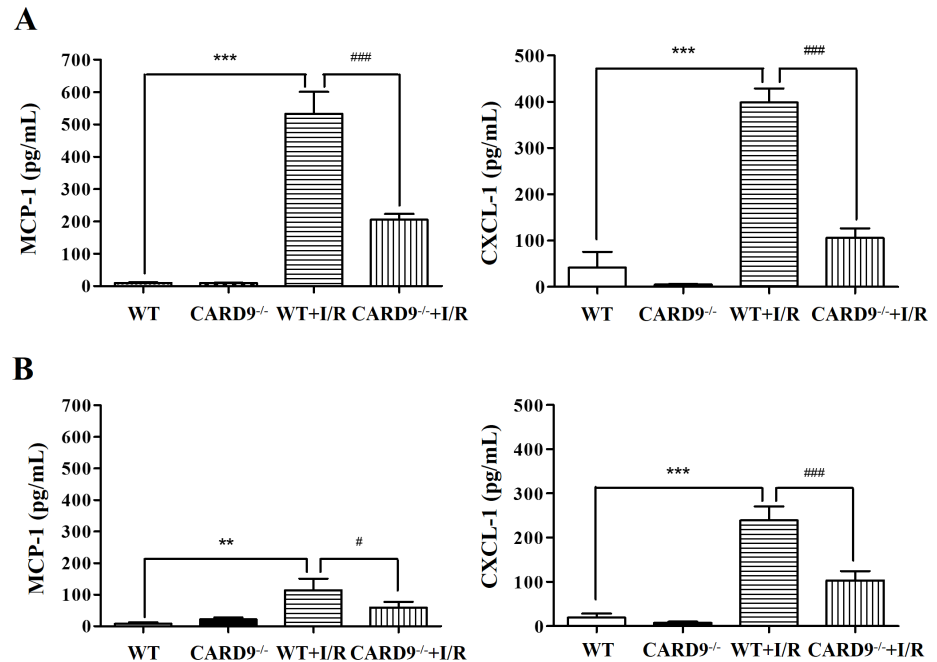 A
MCP-1 (pg/mL)
700
600
500
400
300
200
100
0
***
###
WT
CARD9-/-
WT+I/R
CARD9-/-+I/R
CXCL-1 (pg/mL)
500
400
300
200
100
0
***
###
WT
CARD9-/-
WT+I/R
CARD9-/-+I/R
B
MCP-1 (pg/mL)
700
600
500
400
300
200
100
0
**
#
WT
CARD9-/-
WT+I/R
CARD9-/-+I/R
CXCL-1 (pg/mL)
500
400
300
200
100
0
***
###
WT
CARD9-/-
WT+I/R
CARD9-/-+I/R